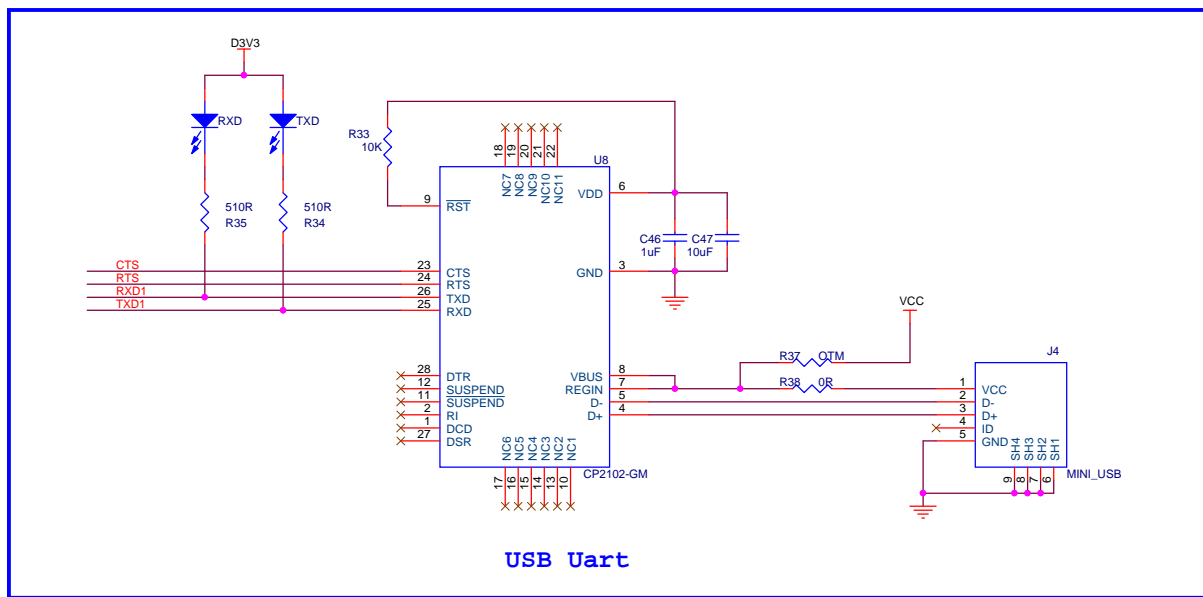 D3V3
RXD
TXD
R33
10K
U8
18
19
20
21
22
NC7
NC8
NC9
NC10
NC11
9
RST
VDD
6
510R
R35
510R
R34
C46
1uF
C47
10uF
CTS
RTS
RXD1
TXD1
23
24
26
25
CTS
RTS
TXD
RXD
GND
3
VCC
R37
OTM
R38
0R
J4
28
12
11
2
1
27
DTR
SUSPEND
SUSPEND
RI
DCD
DSR
VBUS
REGIN
D-
D+
8
7
5
4
1
2
3
4
5
VCC
D-
D+
ID
GND
SH4
SH3
SH2
SH1
9
8
7
6
MINI_USB
NC6
NC5
NC4
NC3
NC2
NC1
17
16
15
14
13
10
CP2102-GM
USB Uart